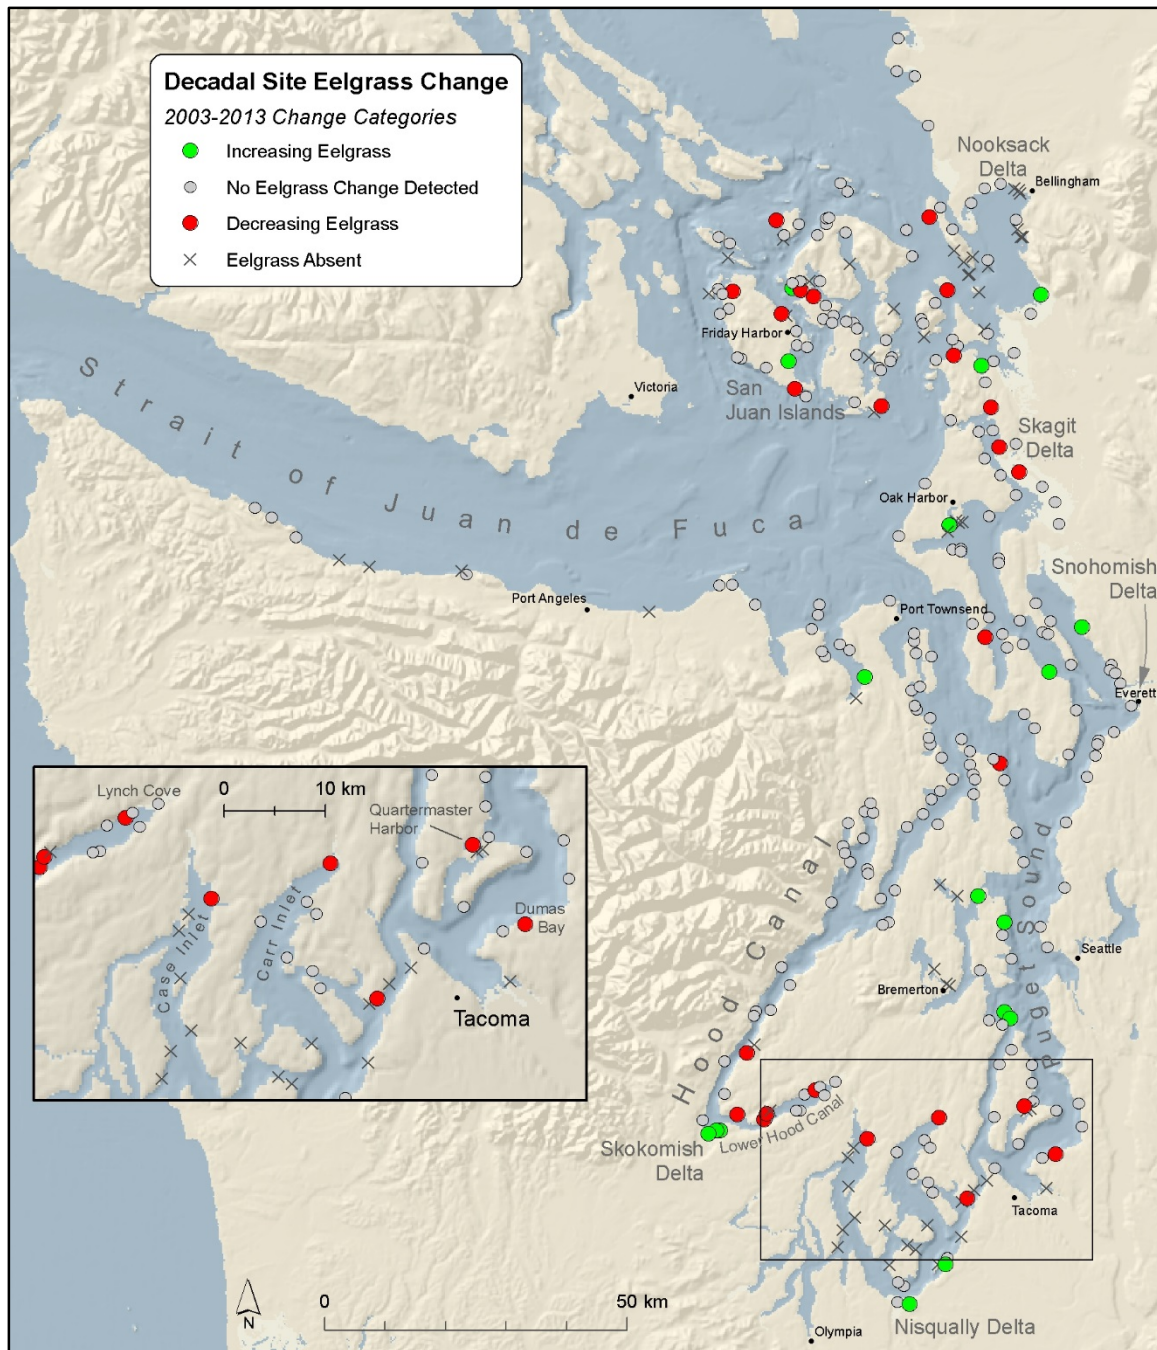 Decadal Site Eelgrass Change
2003-2013 Change Categories
Increasing Eelgrass
No Eelgrass Change Detected
Decreasing Eelgrass
Eelgrass Absent
Nooksack
Delta
Bellingham
Friday Harbor
Victoria
San
Juan Islands
Skagit
Delta
Strait of Juan de Fuca
Oak Harbor
Snohomish
Delta
Port Angeles
Port Townsend
Everett
0 10 km
Lynch Cove
Quartermaster
Harbor
Dumas
Bay
Case Inlet
Carr Inlet
Tacoma
Hood Canal
Puget Sound
Seattle
Bremerton
Lower Hood Canal
Skokomish
Delta
Tacoma
N
0 50 km
Nisqually Delta
Olympia